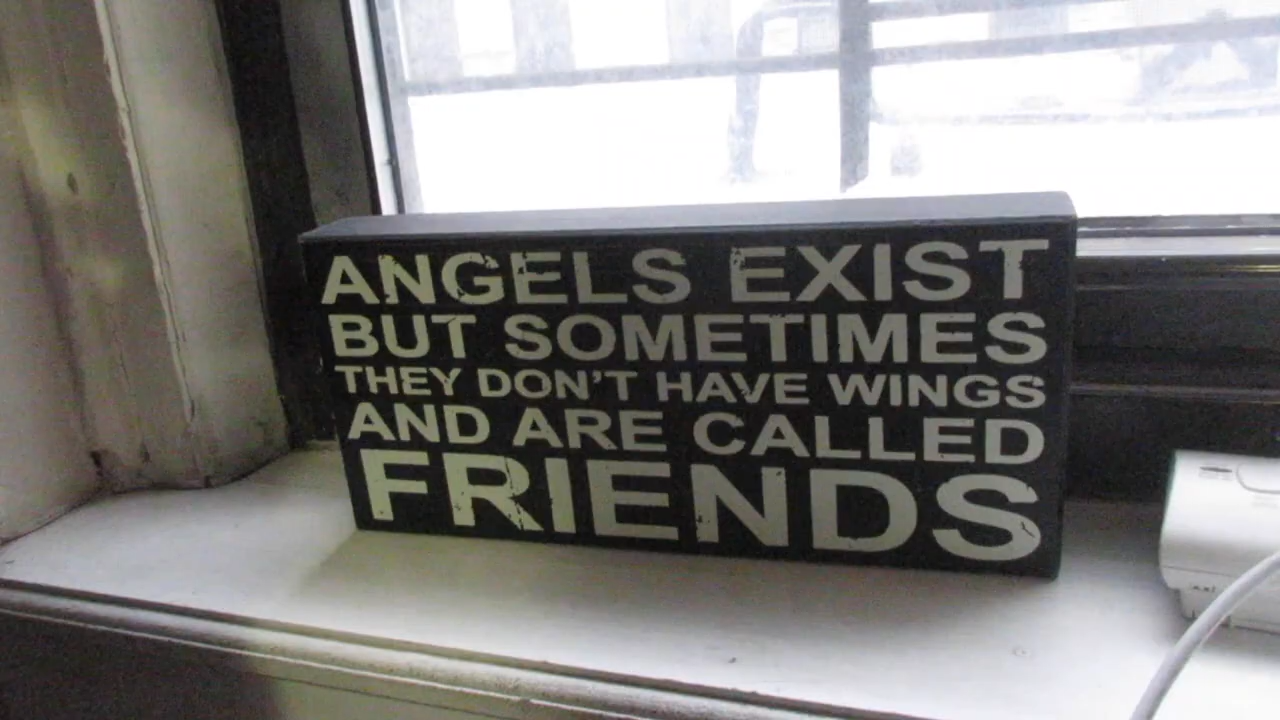 ANGELS EXIST
BUT SOMETIMES
THEY DON'T HAVE WINGS
AND ARE CALLED
FRIENDS